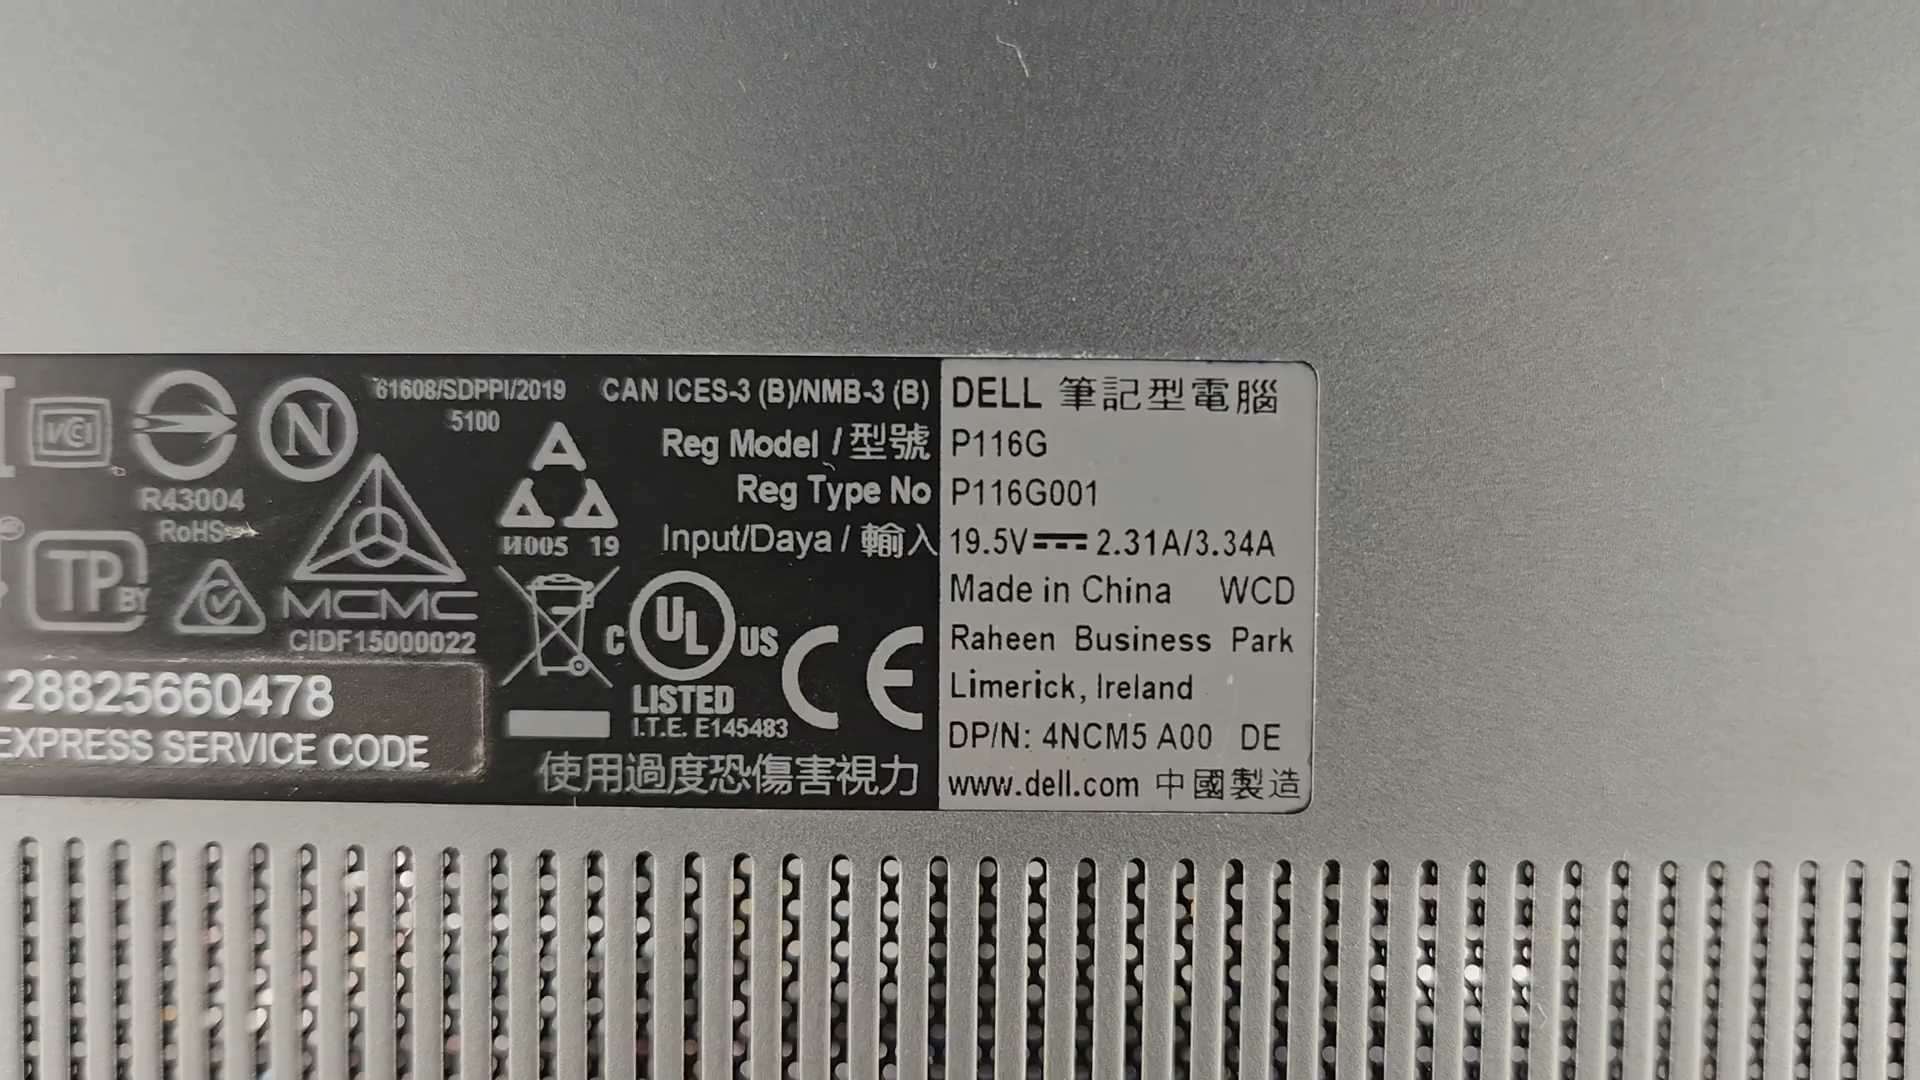 61608/SDPPI/2019
5100
CAN ICES-3 (B)/NMB-3 (B)
DELL 筆記型電腦
VCI
N
R43004
RoHS
Reg Model / 型號 P116G
Reg Type No P116G001
И005 19
Input/Daya / 輸入 19.5V 2.31A/3.34A
TP BY
MCMC
CIDF15000022
C UL US
LISTED
I.T.E. E145483
CE
Made in China WCD
Raheen Business Park
Limerick, Ireland
DP/N: 4NCM5 A00 DE
www.dell.com 中國製造
28825660478
EXPRESS SERVICE CODE
使用過度恐傷害視力